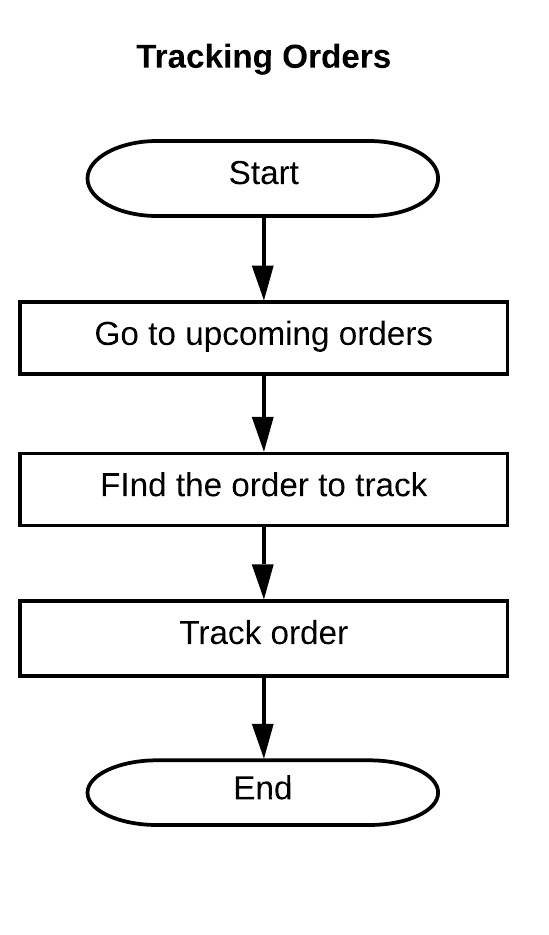 Tracking Orders
Start
Go to upcoming orders
FInd the order to track
Track order
End